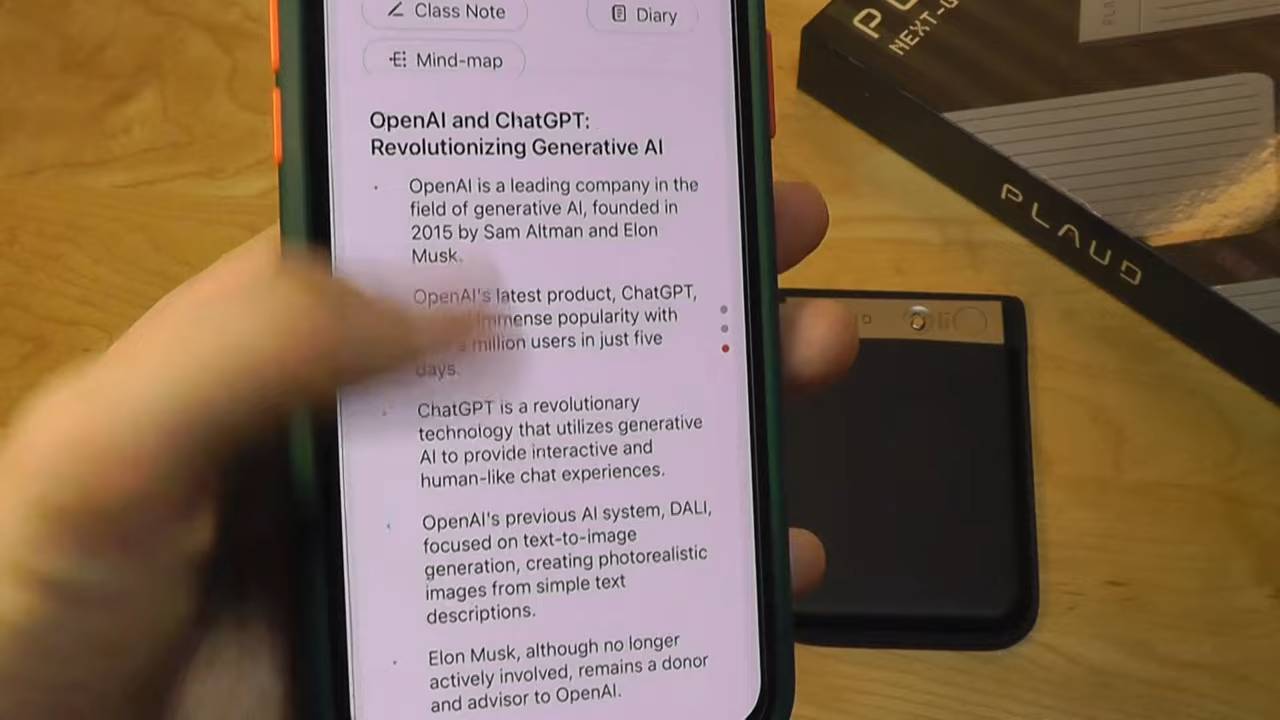 Class Note
Diary
Mind-map
OpenAI and ChatGPT:
Revolutionizing Generative AI
OpenAI is a leading company in the
field of generative AI, founded in
2015 by Sam Altman and Elon
Musk.
OpenAI's latest product, ChatGPT,
immense popularity with
million users in just five
days.
ChatGPT is a revolutionary
technology that utilizes generative
AI to provide interactive and
human-like chat experiences.
OpenAI's previous AI system, DALI,
focused on text-to-image
generation, creating photorealistic
images from simple text
descriptions.
Elon Musk, although no longer
actively involved, remains a donor
and advisor to OpenAI.
PLAUD